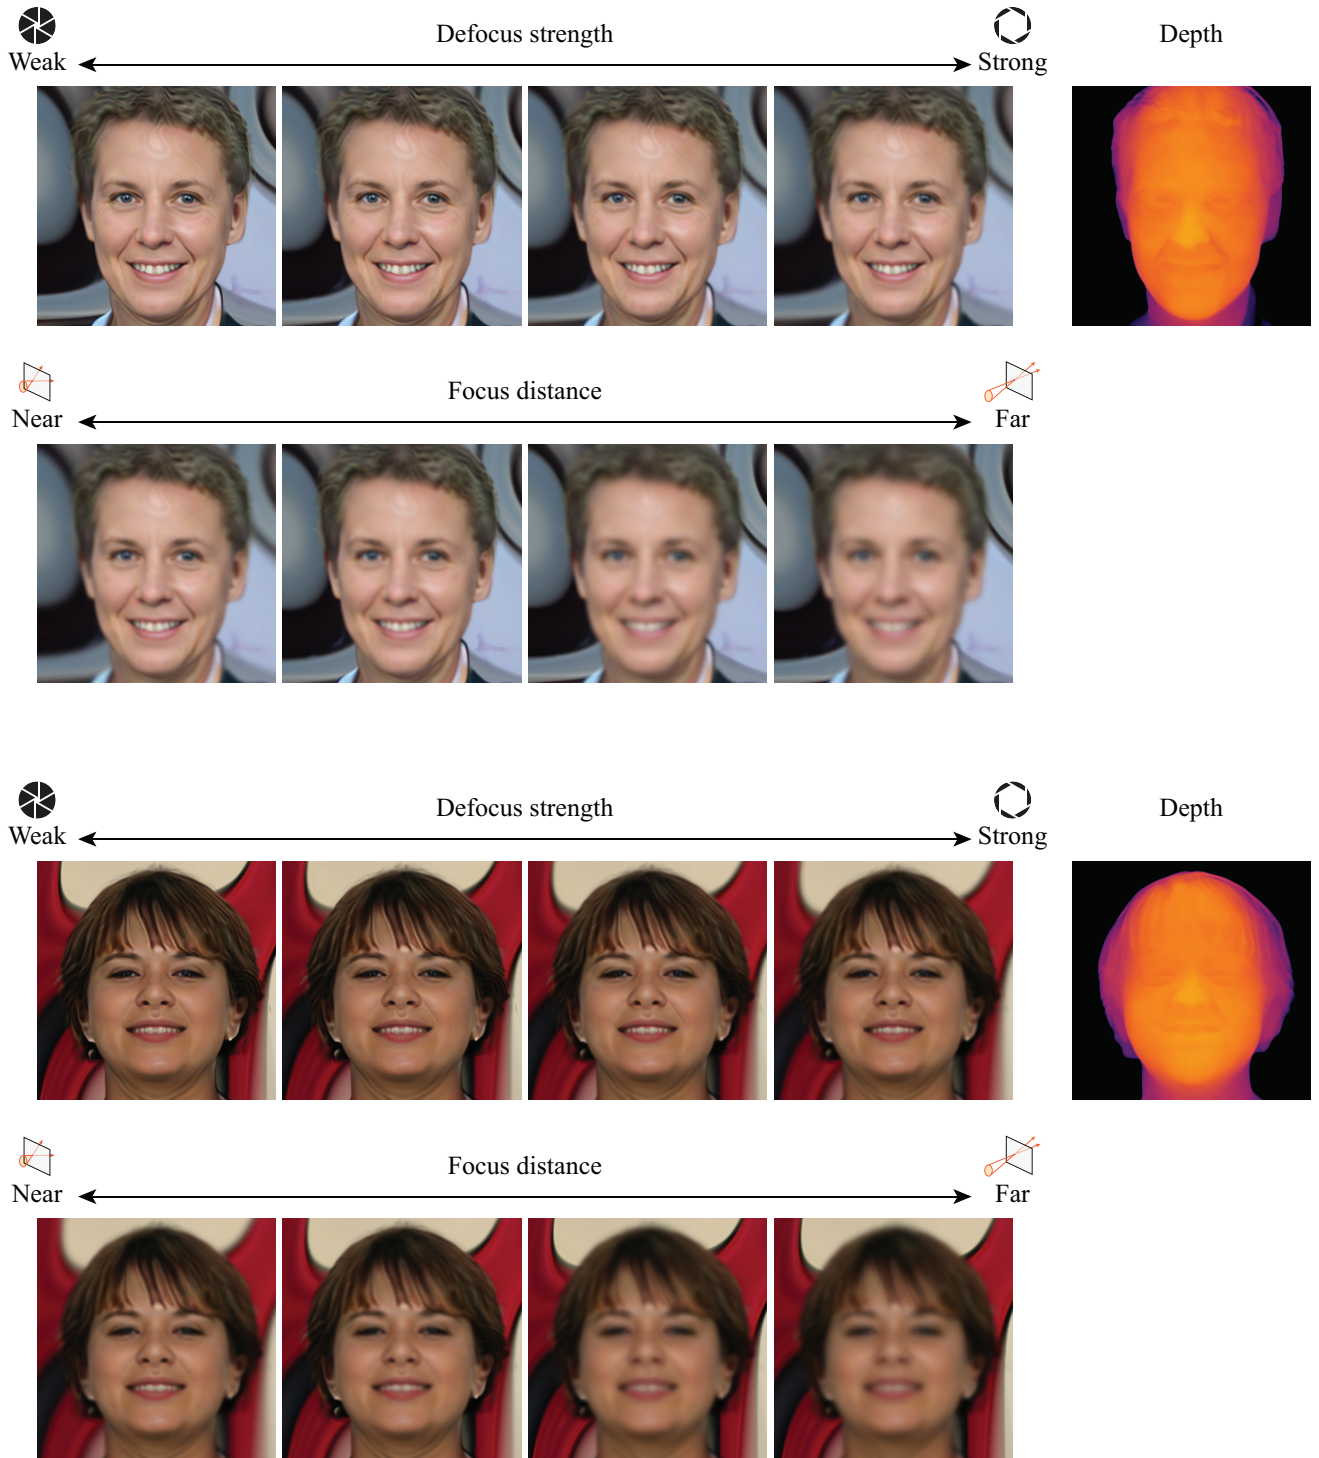 Defocus strength
Weak
Strong
Depth
Focus distance
Near
Far
Defocus strength
Weak
Strong
Depth
Focus distance
Near
Far